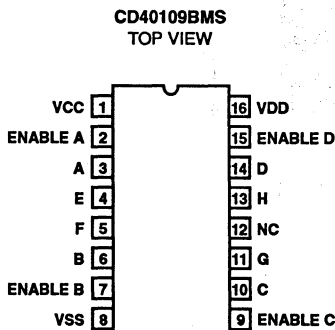 CD40109BMS
TOP VIEW
VCC 1 16 VDD
ENABLE A 2 15 ENABLE D
A 3 14 D
E 4 13 H
F 5 12 NC
B 6 11 G
ENABLE B 7 10 C
VSS 8 9 ENABLE C